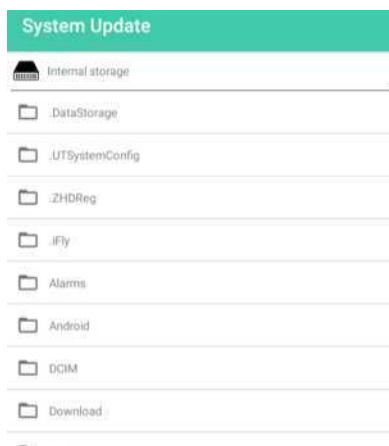 System Update
Internal storage
.DataStorage
.UTSystemConfig
.ZHDReg
.iFly
Alarms
Android
DCIM
Download